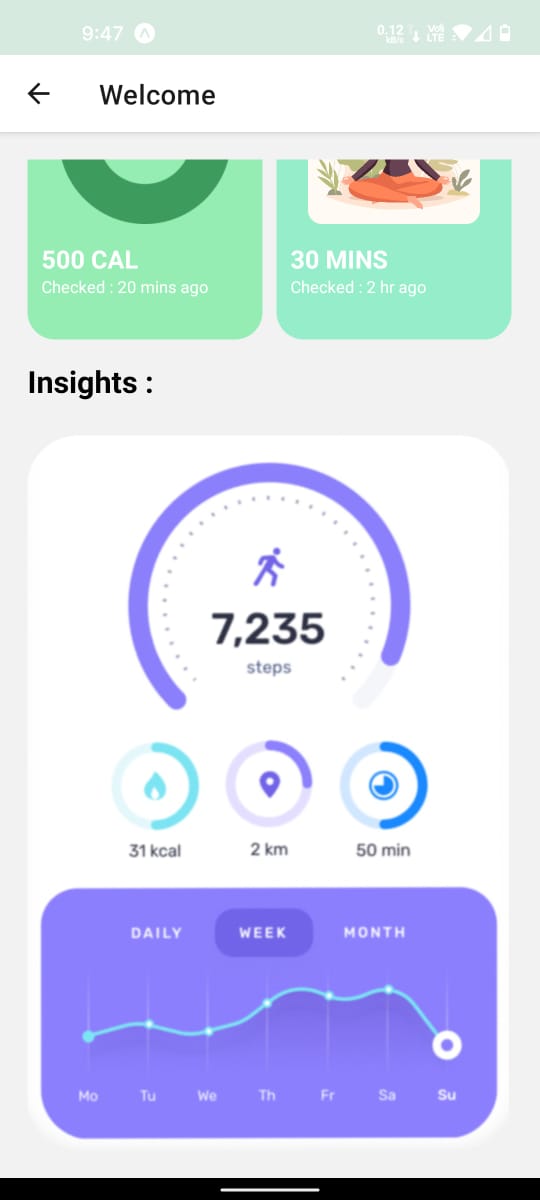 9:47
0.12 kB/s
Vo) LTE
Welcome
500 CAL
Checked : 20 mins ago
30 MINS
Checked : 2 hr ago
Insights :
7,235
steps
31 kcal
2 km
50 min
DAILY
WEEK
MONTH
Mo Tu We Th Fr Sa Su